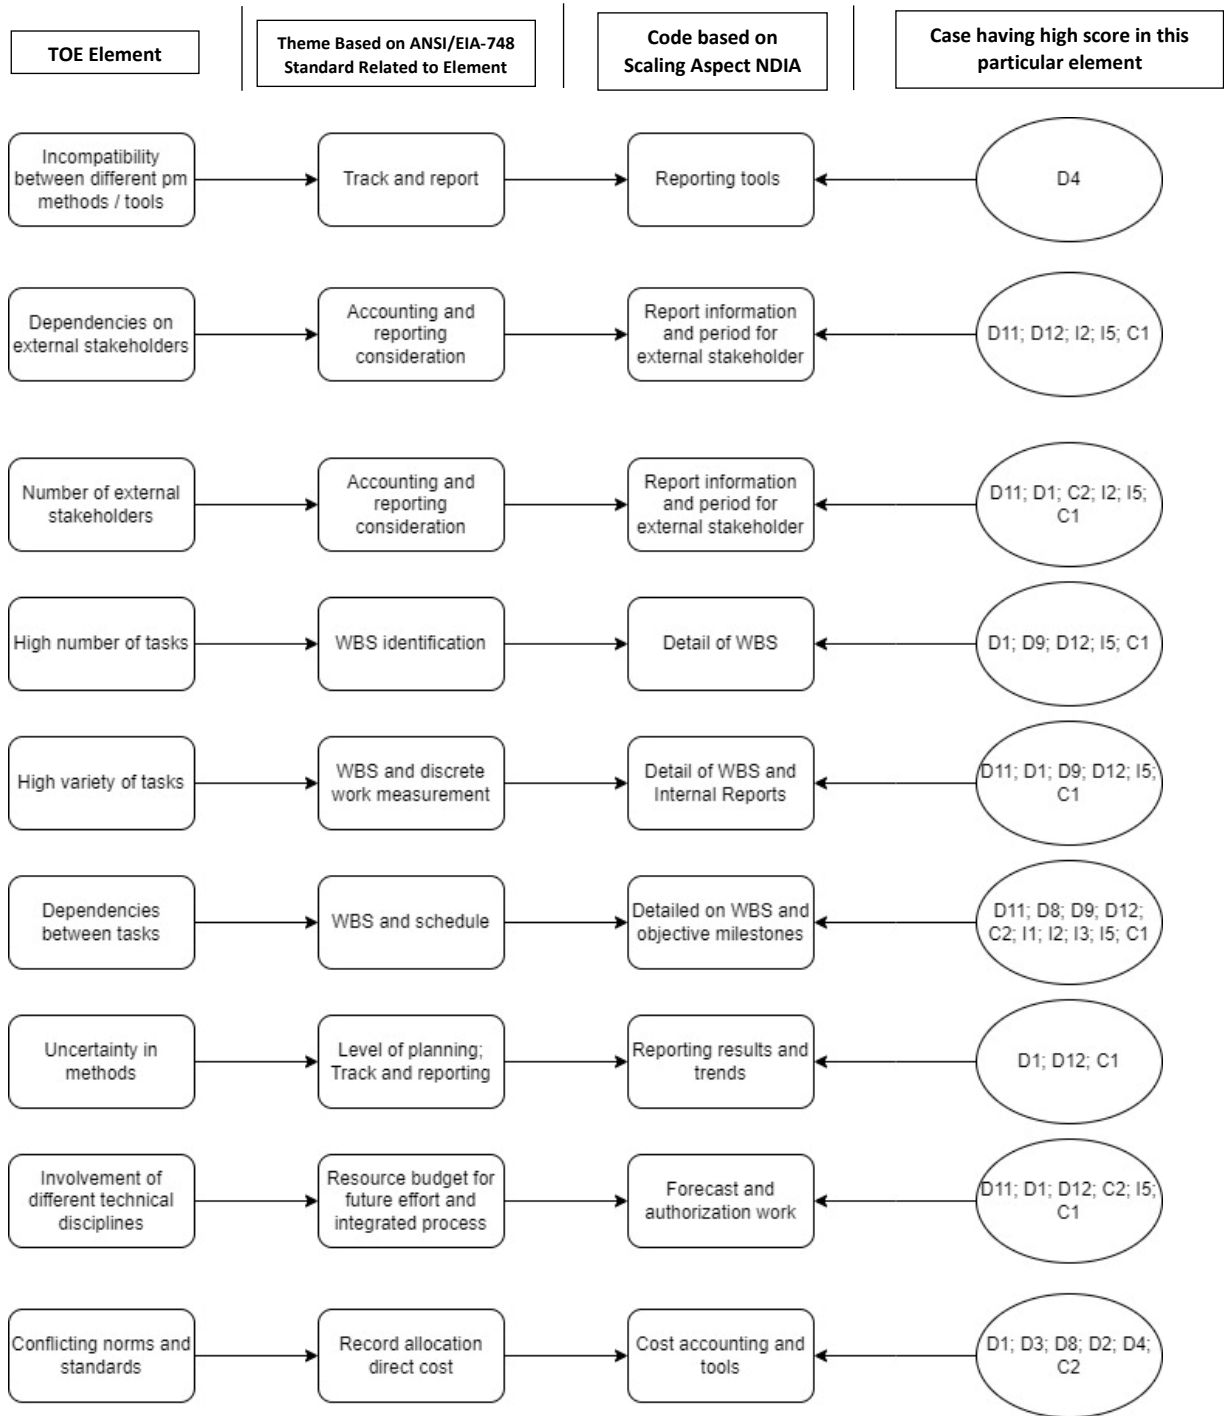 TOE Element
Theme Based on ANSI/EIA-748
Standard Related to Element
Code based on
Scaling Aspect NDIA
Case having high score in this
particular element
Incompatibility
between different pm
methods / tools
Track and report
Reporting tools
D4
Dependencies on
external stakeholders
Accounting and
reporting
consideration
Report information
and period for
external stakeholder
D11; D12; I2; I5; C1
Number of external
stakeholders
Accounting and
reporting
consideration
Report information
and period for
external stakeholder
D11; D1; C2; I2; I5;
C1
High number of tasks
WBS identification
Detail of WBS
D1; D9; D12; I5; C1
High variety of tasks
WBS and discrete
work measurement
Detail of WBS and
Internal Reports
D11; D1; D9; D12; I5;
C1
Dependencies
between tasks
WBS and schedule
Detailed on WBS and
objective milestones
D11; D8; D9; D12;
C2; I1; I2; I3; I5; C1
Uncertainty in
methods
Level of planning;
Track and reporting
Reporting results and
trends
D1; D12; C1
Involvement of
different technical
disciplines
Resource budget for
future effort and
integrated process
Forecast and
authorization work
D11; D1; D12; C2; I5;
C1
Conflicting norms and
standards
Record allocation
direct cost
Cost accounting and
tools
D1; D3; D8; D2; D4;
C2